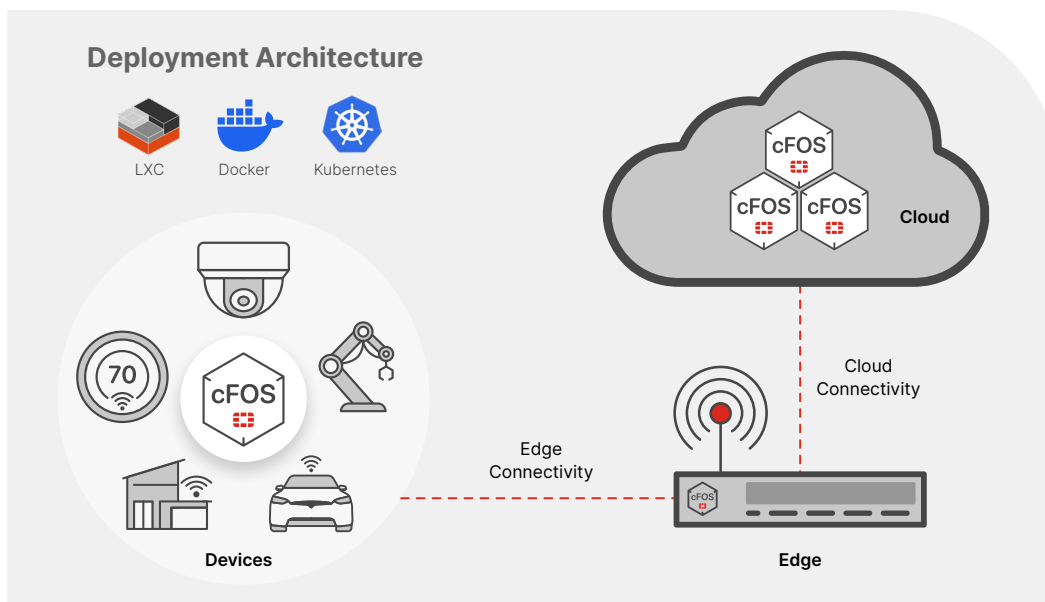 Deployment Architecture
LXC
Docker
Kubernetes
cFOS
cFOS
cFOS
Cloud
70
cFOS
Cloud
Connectivity
Edge
Connectivity
cFOS
Devices
Edge